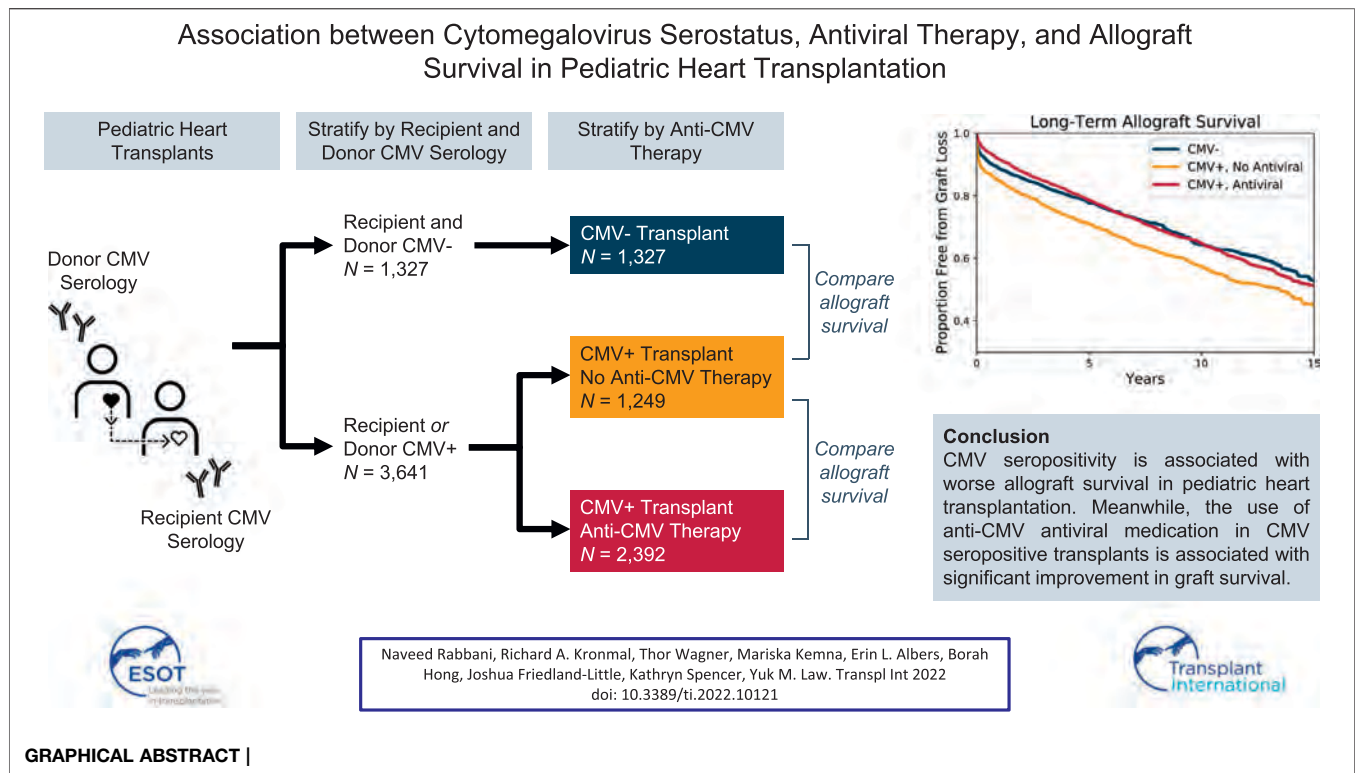 Association between Cytomegalovirus Serostatus, Antiviral Therapy, and Allograft
Survival in Pediatric Heart Transplantation
Pediatric Heart
Transplants
Stratify by Recipient and
Donor CMV Serology
Stratify by Anti-CMV
Therapy
Donor CMV
Serology
Recipient CMV
Serology
Recipient and
Donor CMV-
N = 1,327
Recipient or
Donor CMV+
N = 3,641
CMV- Transplant
N = 1,327
CMV+ Transplant
No Anti-CMV Therapy
N = 1,249
CMV+ Transplant
Anti-CMV Therapy
N = 2,392
Compare
allograft
survival
Compare
allograft
survival
Long-Term Allograft Survival
CMV-
CMV+, No Antiviral
CMV+, Antiviral
Proportion Free from Graft Loss
1.0
0.8
0.6
0.4
0
5
10
15
Years
Conclusion
CMV seropositivity is associated with
worse allograft survival in pediatric heart
transplantation. Meanwhile, the use of
anti-CMV antiviral medication in CMV
seropositive transplants is associated with
significant improvement in graft survival.
ESOT
Leading the way
in transplantation
Naveed Rabbani, Richard A. Kronmal, Thor Wagner, Mariska Kemna, Erin L. Albers, Borah
Hong, Joshua Friedland-Little, Kathryn Spencer, Yuk M. Law. Transpl Int 2022
doi: 10.3389/ti.2022.10121
Transplant
International
GRAPHICAL ABSTRACT |